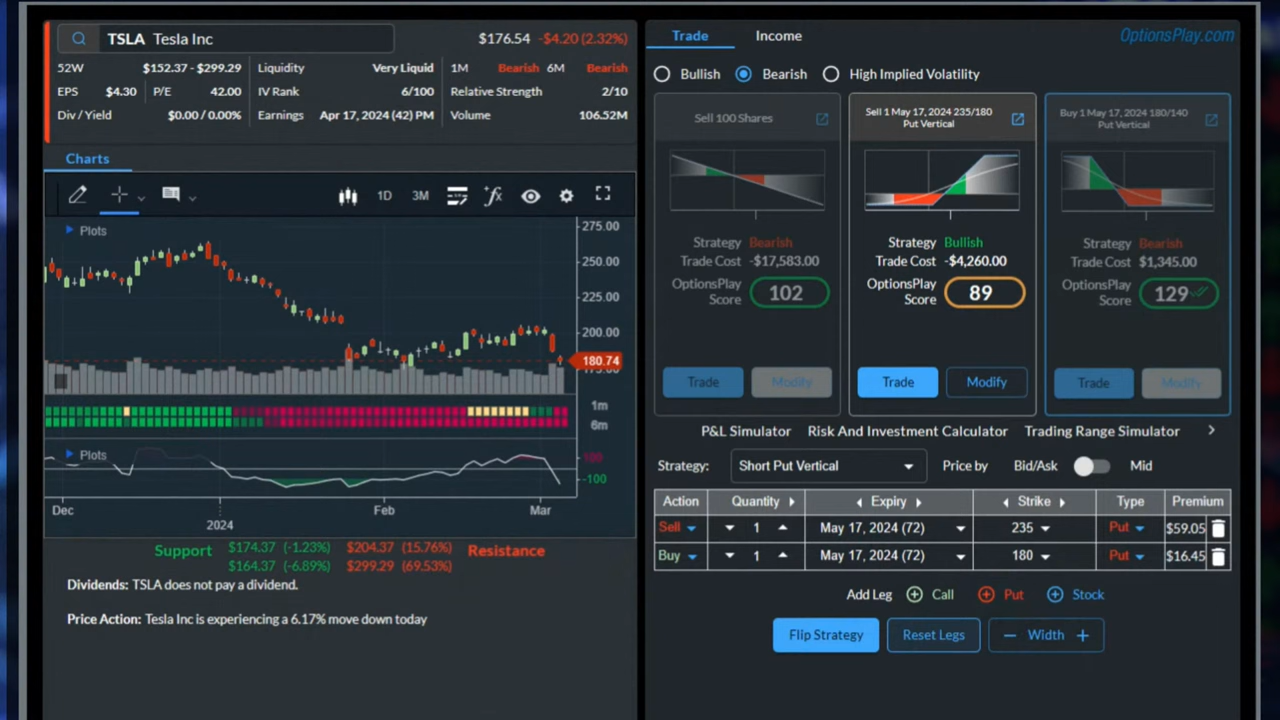 TSLA Tesla Inc
$176.54 -$4.20 (2.32%)
52W $152.37 - $299.29 Liquidity Very Liquid 1M Bearish 6M Bearish
EPS $4.30 P/E 42.00 IV Rank 6/100 Relative Strength 2/10
Div / Yield $0.00 / 0.00% Earnings Apr 17, 2024 (42) PM Volume 106.52M
Charts
1D 3M
Plots
275.00
250.00
225.00
200.00
180.74
175.00
1m
6m
Plots
100
-100
Dec Feb Mar
2024
Support $174.37 (-1.23%) $204.37 (15.76%) Resistance
$164.37 (-6.89%) $299.29 (69.53%)
Dividends: TSLA does not pay a dividend.
Price Action: Tesla Inc is experiencing a 6.17% move down today
Trade Income OptionsPlay.com
Bullish Bearish High Implied Volatility
Sell 100 Shares
Strategy Bearish
Trade Cost -$17,583.00
OptionsPlay
Score 102
Trade Modify
Sell 1 May 17, 2024 235/180
Put Vertical
Strategy Bullish
Trade Cost -$4,260.00
OptionsPlay
Score 89
Trade Modify
Buy 1 May 17, 2024 180/140
Put Vertical
Strategy Bearish
Trade Cost $1,345.00
OptionsPlay
Score 129
Trade Modify
P&L Simulator Risk And Investment Calculator Trading Range Simulator
Strategy: Short Put Vertical Price by Bid/Ask Mid
Action Quantity Expiry Strike Type Premium
Sell 1 May 17, 2024 (72) 235 Put $59.05
Buy 1 May 17, 2024 (72) 180 Put $16.45
Add Leg Call Put Stock
Flip Strategy Reset Legs Width